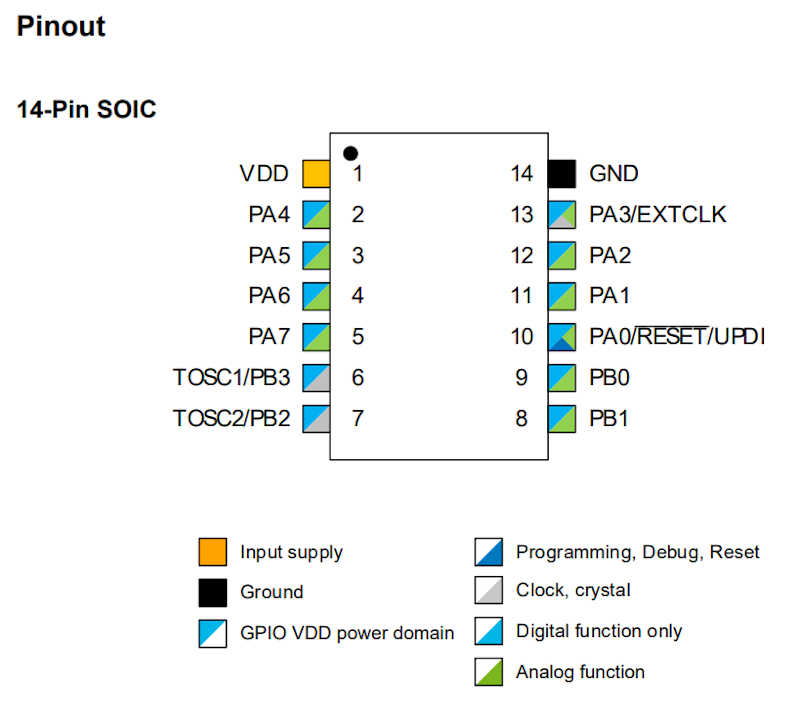 Pinout
14-Pin SOIC
VDD 1 14 GND
PA4 2 13 PA3/EXTCLK
PA5 3 12 PA2
PA6 4 11 PA1
PA7 5 10 PA0/RESET/UPDI
TOSC1/PB3 6 9 PB0
TOSC2/PB2 7 8 PB1
Input supply Programming, Debug, Reset
Ground Clock, crystal
GPIO VDD power domain Digital function only
Analog function